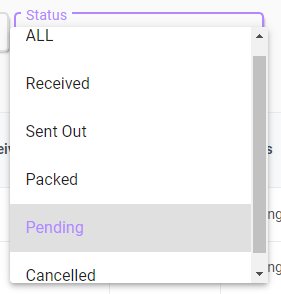 Status
ALL
Received
Sent Out
Packed
Pending
Cancelled